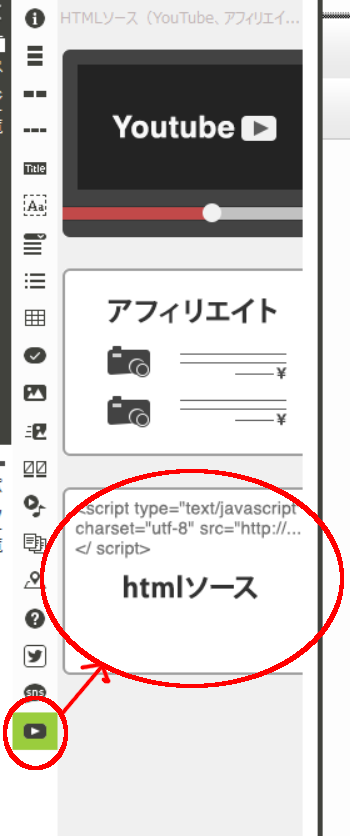 HTMLソース（YouTube、アフィリエイ...
Youtube
アフィリエイト
¥
¥
Title
Aa
<script type="text/javascript
charset="utf-8" src="http://...
</ script>
htmlソース
sns